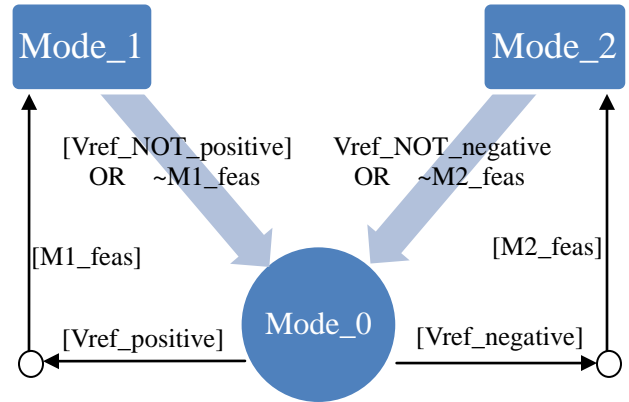 Mode_1
Mode_2
[Vref_NOT_positive]
OR ~M1_feas
Vref_NOT_negative
OR ~M2_feas
[M1_feas]
[M2_feas]
Mode_0
[Vref_positive]
[Vref_negative]